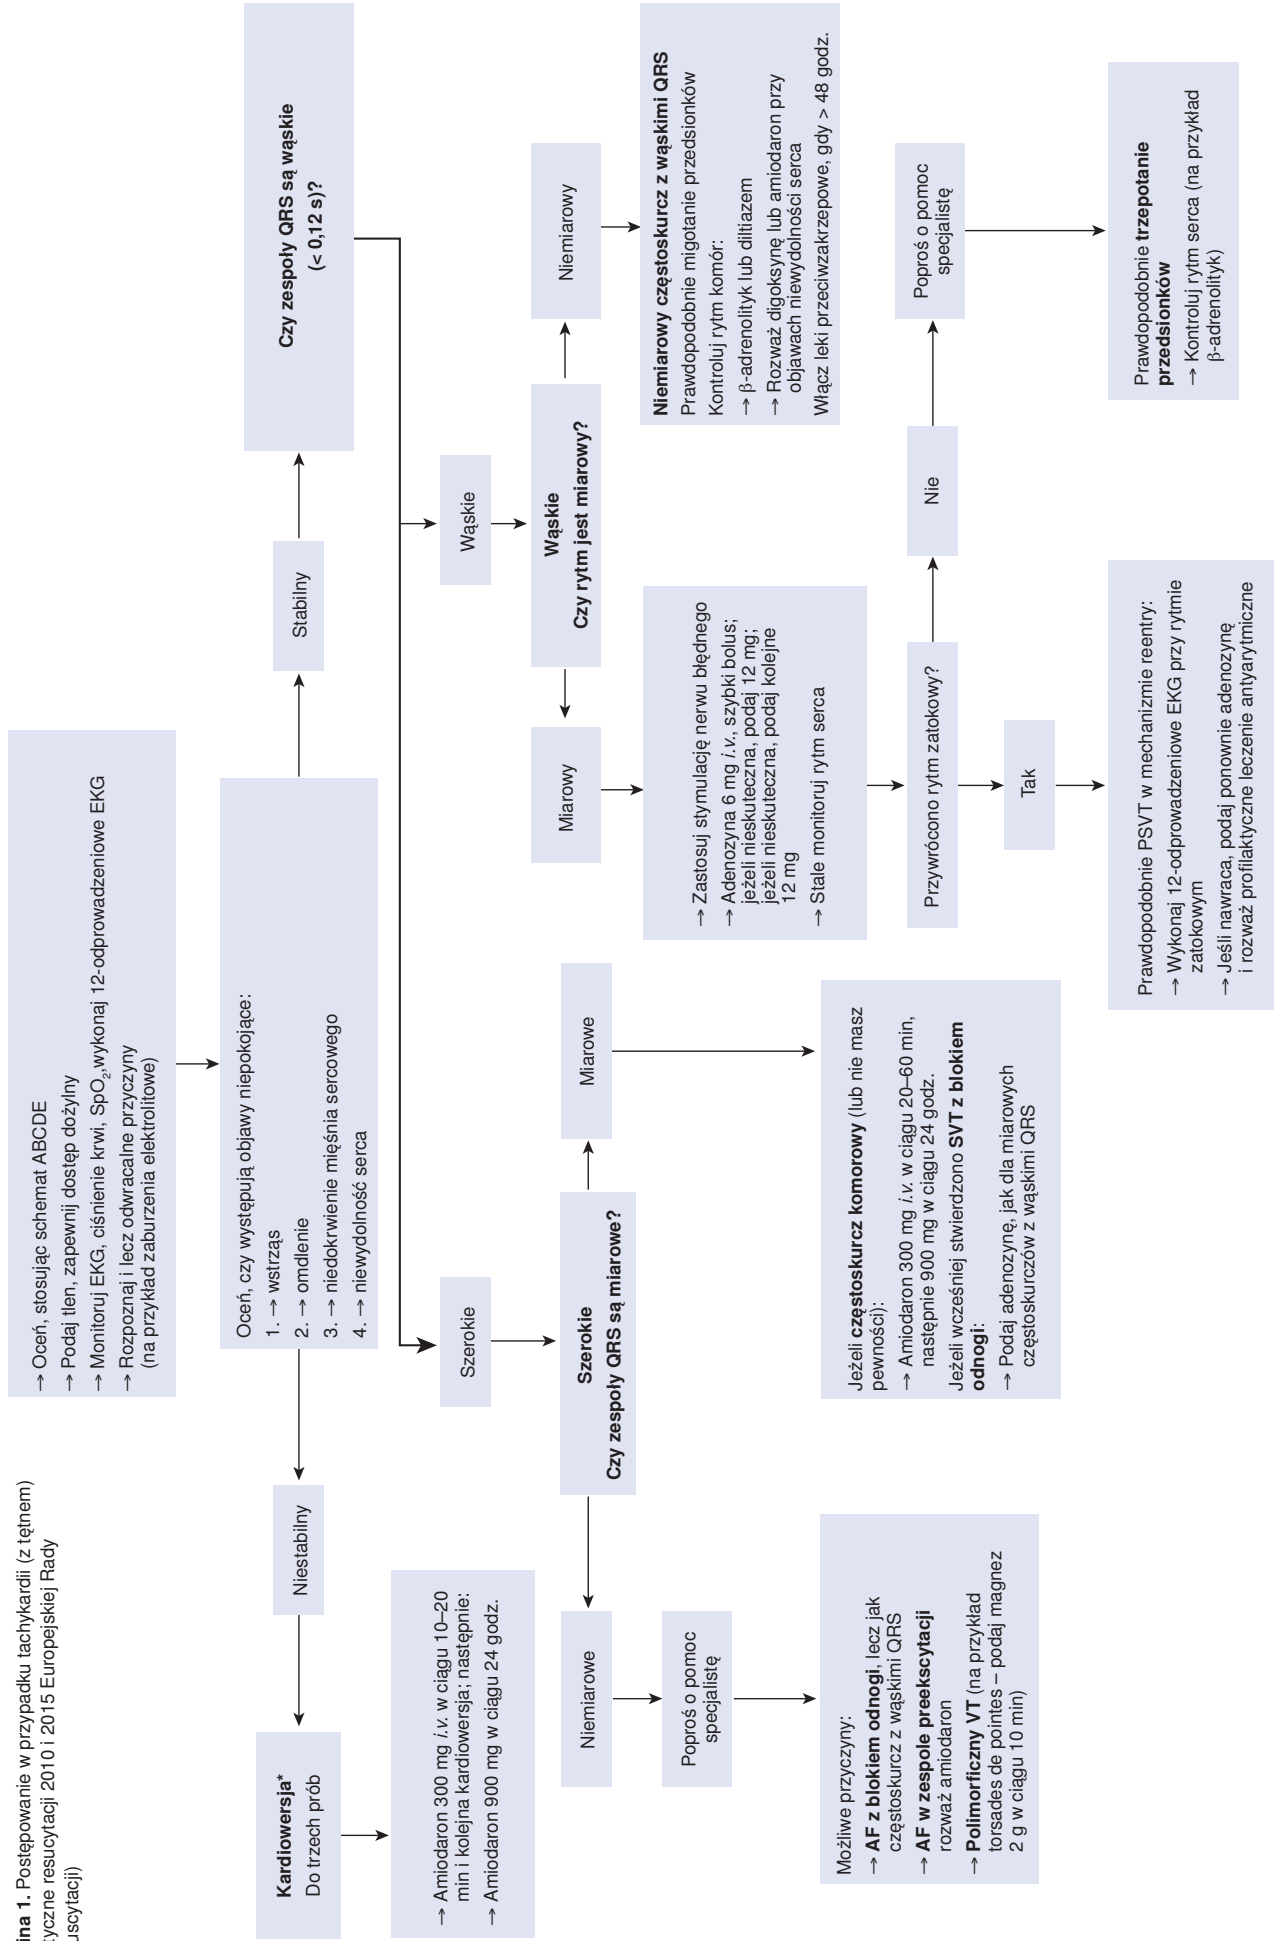 ina 1. Postępowanie w przypadku tachykardii (z tętnem)
tyczne resucytacji 2010 i 2015 Europejskiej Rady
uscytacji)
→ Oceń, stosując schemat ABCDE
→ Podaj tlen, zapewnij dostęp dożylny
→ Monitoruj EKG, ciśnienie krwi, SpO₂,wykonaj 12-odprowadzeniowe EKG
→ Rozpoznaj i lecz odwracalne przyczyny
(na przykład zaburzenia elektrolitowe)
Oceń, czy występują objawy niepokojące:
1. → wstrząs
2. → omdlenie
3. → niedokrwienie mięśnia sercowego
4. → niewydolność serca
Niestabilny
Stabilny
Kardiowersja*
Do trzech prób
→ Amiodaron 300 mg i.v. w ciągu 10–20
min i kolejna kardiowersja; następnie:
→ Amiodaron 900 mg w ciągu 24 godz.
Czy zespoły QRS są wąskie
(< 0,12 s)?
Szerokie
Wąskie
Szerokie
Czy zespoły QRS są miarowe?
Wąskie
Czy rytm jest miarowy?
Niemiarowe
Miarowe
Miarowy
Niemiarowy
Poproś o pomoc
specjalistę
Możliwe przyczyny:
→ AF z blokiem odnogi, lecz jak
częstoskurcz z wąskimi QRS
→ AF w zespole preekscytacji
rozważ amiodaron
→ Polimorficzny VT (na przykład
torsades de pointes – podaj magnez
2 g w ciągu 10 min)
Jeżeli częstoskurcz komorowy (lub nie masz
pewności):
→ Amiodaron 300 mg i.v. w ciągu 20–60 min,
następnie 900 mg w ciągu 24 godz.
Jeżeli wcześniej stwierdzono SVT z blokiem
odnogi:
→ Podaj adenozynę, jak dla miarowych
częstoskurczów z wąskimi QRS
→ Zastosuj stymulację nerwu błędnego
→ Adenozyna 6 mg i.v., szybki bolus;
jeżeli nieskuteczna, podaj 12 mg;
jeżeli nieskuteczna, podaj kolejne
12 mg
→ Stale monitoruj rytm serca
Niemiarowy częstoskurcz z wąskimi QRS
Prawdopodobnie migotanie przedsionków
Kontroluj rytm komór:
→ β-adrenolityk lub diltiazem
→ Rozważ digoksynę lub amiodaron przy
objawach niewydolności serca
Włącz leki przeciwzakrzepowe, gdy > 48 godz.
Przywrócono rytm zatokowy?
Nie
Poproś o pomoc
specjalistę
Tak
Prawdopodobnie PSVT w mechanizmie reentry:
→ Wykonaj 12-odprowadzeniowe EKG przy rytmie
zatokowym
→ Jeśli nawraca, podaj ponownie adenozynę
i rozważ profilaktyczne leczenie antyarytmiczne
Prawdopodobnie trzepotanie
przedsionków
→ Kontroluj rytm serca (na przykład
β-adrenolityk)